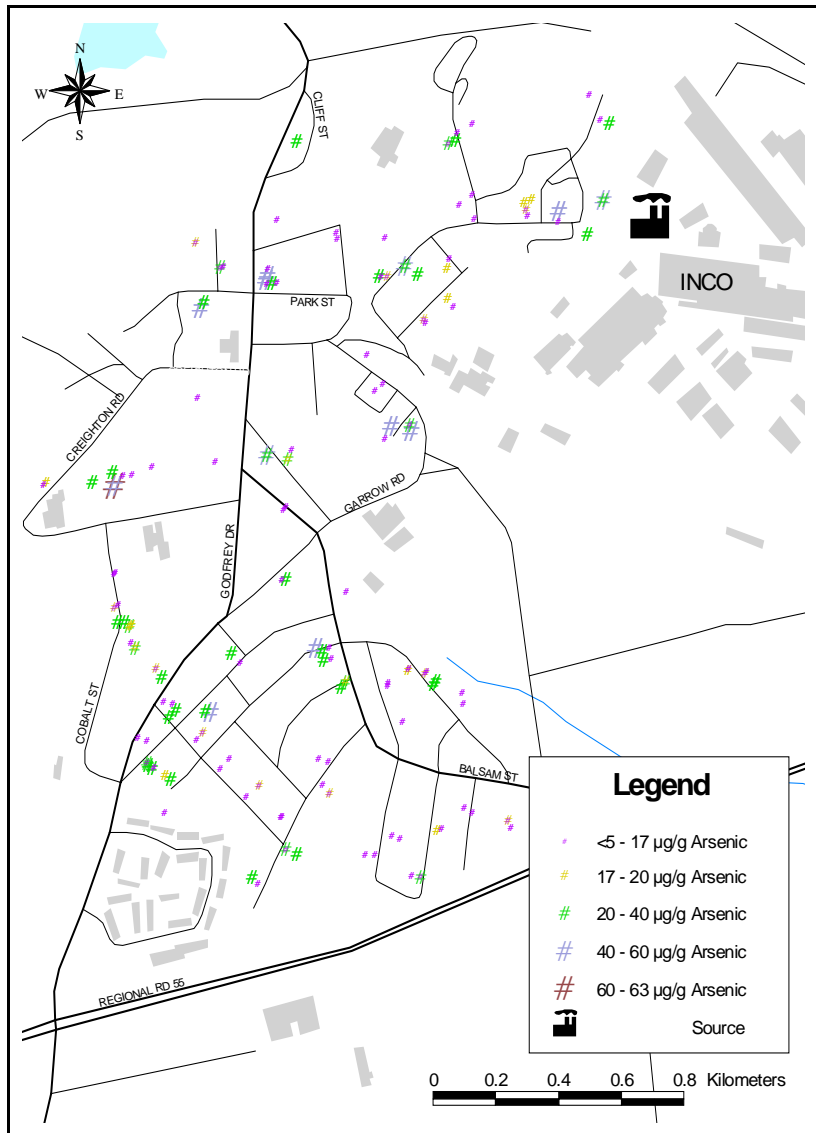 N
W E
S
CLIFF ST
INCO
PARK ST
CREIGHTON RD
GARROW RD
GODFREY DR
COBALT ST
BALSAM ST
REGIONAL RD 55
Legend
# <5 - 17 µg/g Arsenic
# 17 - 20 µg/g Arsenic
# 20 - 40 µg/g Arsenic
# 40 - 60 µg/g Arsenic
# 60 - 63 µg/g Arsenic
Source
0 0.2 0.4 0.6 0.8 Kilometers